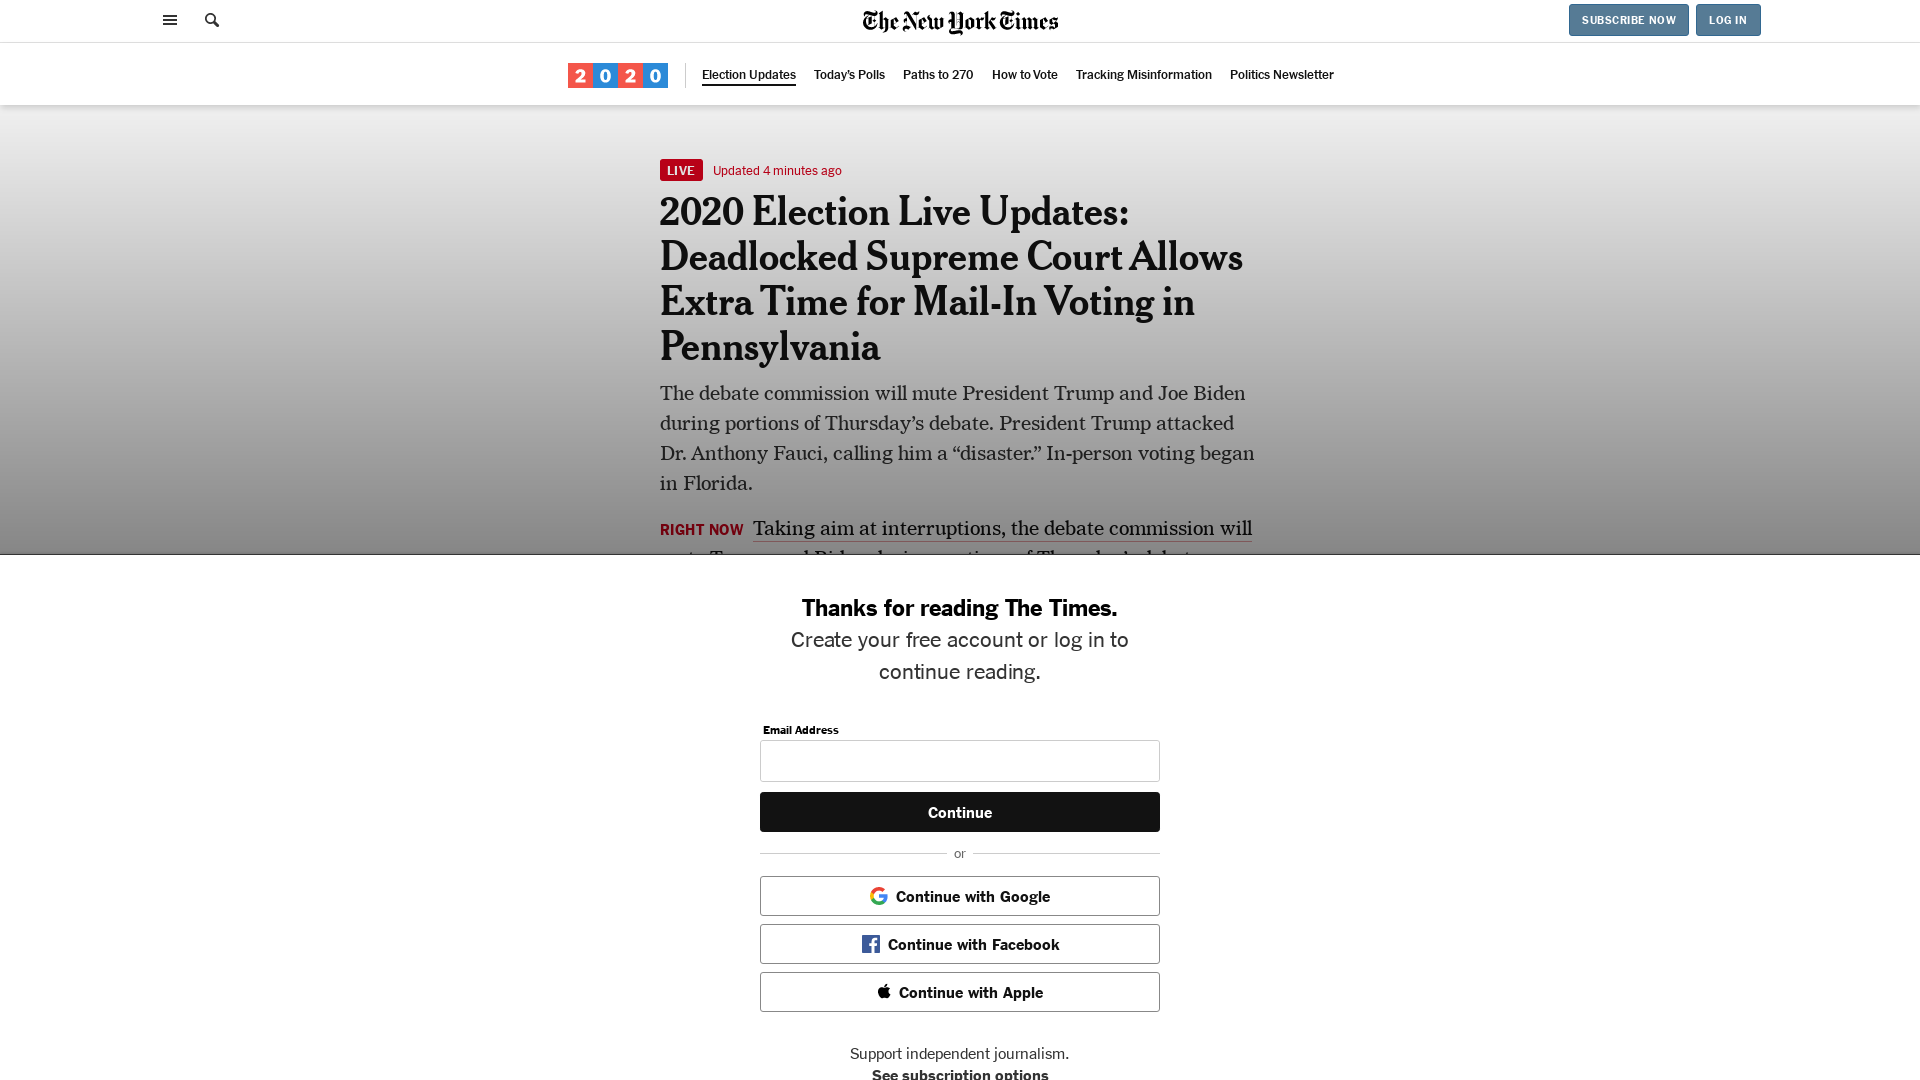 The New York Times
SUBSCRIBE NOW
LOG IN
2020
Election Updates
Today's Polls
Paths to 270
How to Vote
Tracking Misinformation
Politics Newsletter
LIVE
Updated 4 minutes ago
2020 Election Live Updates:
Deadlocked Supreme Court Allows
Extra Time for Mail-In Voting in
Pennsylvania
The debate commission will mute President Trump and Joe Biden
during portions of Thursday’s debate. President Trump attacked
Dr. Anthony Fauci, calling him a “disaster.” In-person voting began
in Florida.
RIGHT NOW Taking aim at interruptions, the debate commission will
Thanks for reading The Times.
Create your free account or log in to
continue reading.
Email Address
Continue
or
Continue with Google
Continue with Facebook
Continue with Apple
Support independent journalism.
See subscription options